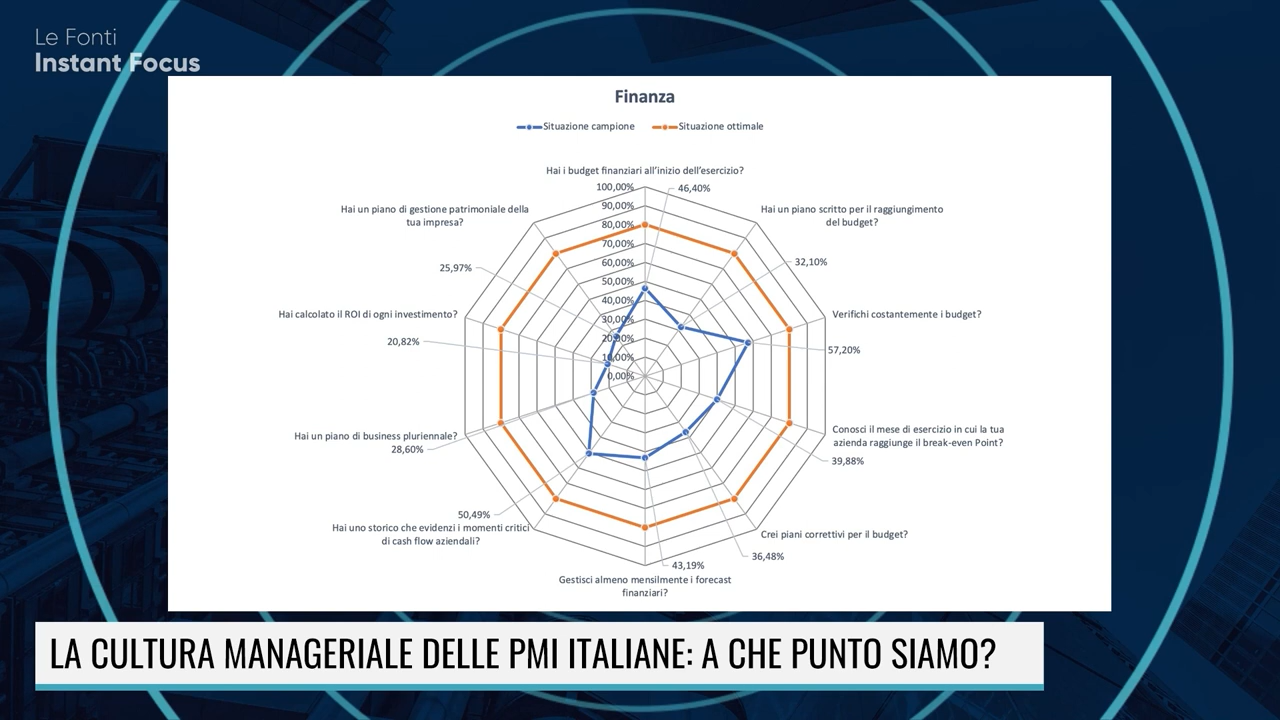 Le Fonti
Instant Focus
Finanza
Situazione campione
Situazione ottimale
Hai i budget finanziari all'inizio dell'esercizio?
46,40%
Hai un piano scritto per il raggiungimento
del budget?
32,10%
Verifichi costantemente i budget?
57,20%
Conosci il mese di esercizio in cui la tua
azienda raggiunge il break-even Point?
39,88%
Crei piani correttivi per il budget?
36,48%
43,19%
Gestisci almeno mensilmente i forecast
finanziari?
50,49%
Hai uno storico che evidenzi i momenti critici
di cash flow aziendali?
Hai un piano di business pluriennale?
28,60%
Hai calcolato il ROI di ogni investimento?
20,82%
Hai un piano di gestione patrimoniale della
tua impresa?
25,97%
100,00%
90,00%
80,00%
70,00%
60,00%
50,00%
40,00%
30,00%
20,00%
10,00%
0,00%
LA CULTURA MANAGERIALE DELLE PMI ITALIANE: A CHE PUNTO SIAMO?